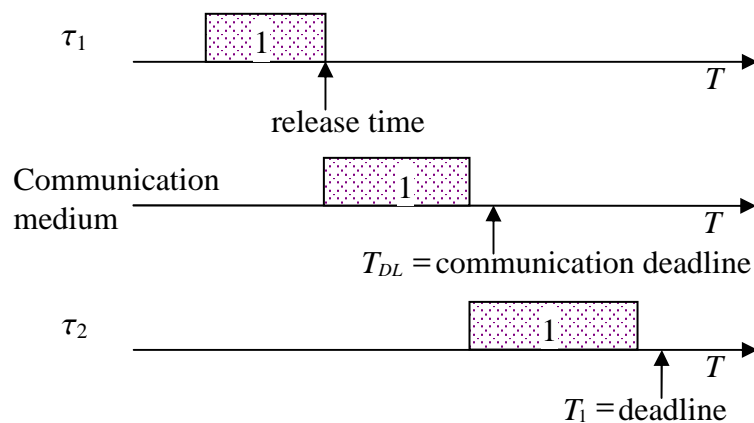 τ1
1
T
release time
Communication
medium
1
T
TDL = communication deadline
τ2
1
T
T1 = deadline